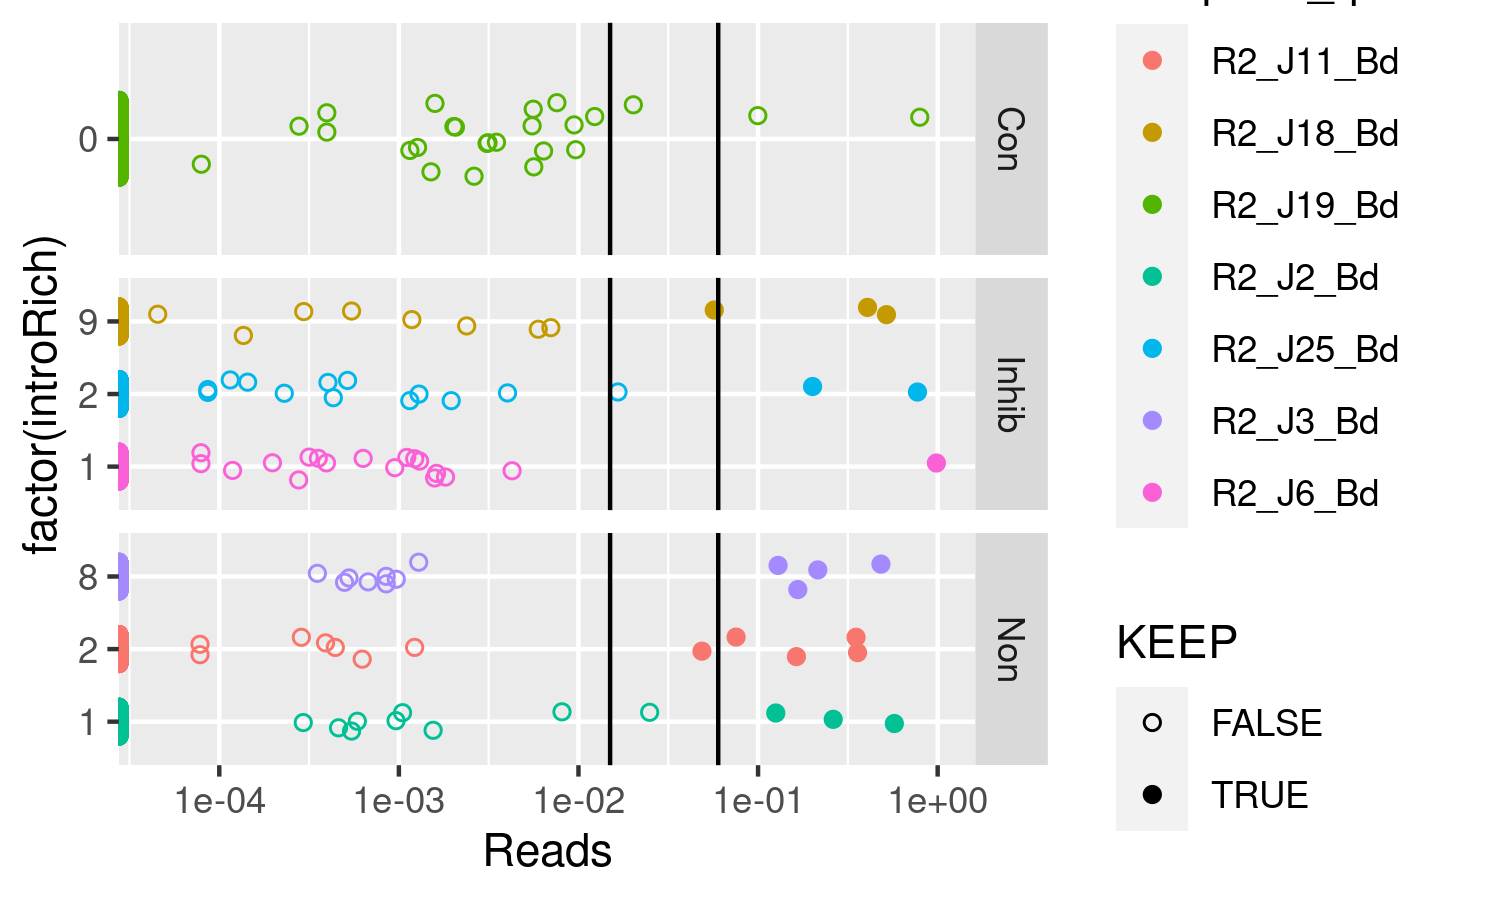 factor(introRich)
0
Con
9
2
1
Inhib
8
2
1
Non
1e-04 1e-03 1e-02 1e-01 1e+00
Reads
R2_J11_Bd
R2_J18_Bd
R2_J19_Bd
R2_J2_Bd
R2_J25_Bd
R2_J3_Bd
R2_J6_Bd
KEEP
FALSE
TRUE